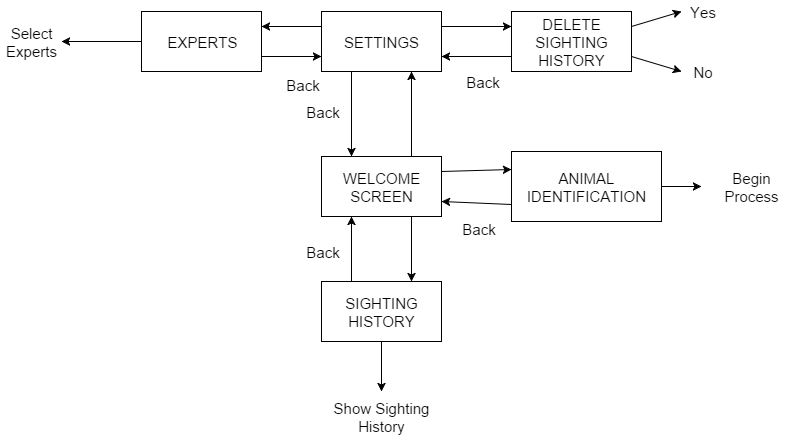 Select
Experts
EXPERTS
SETTINGS
DELETE
SIGHTING
HISTORY
Yes
No
Back
Back
Back
WELCOME
SCREEN
ANIMAL
IDENTIFICATION
Begin
Process
Back
Back
SIGHTING
HISTORY
Show Sighting
History